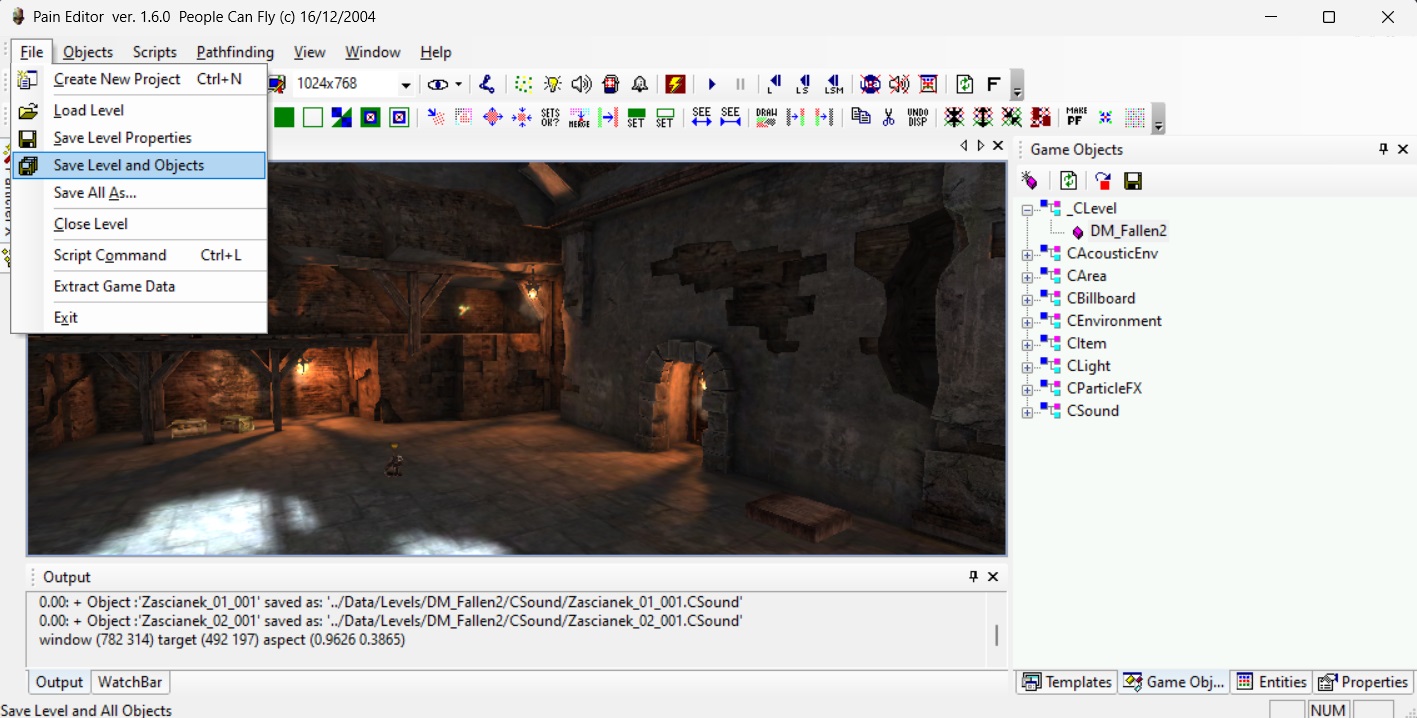 Pain Editor ver. 1.6.0 People Can Fly (c) 16/12/2004
File Objects Scripts Pathfinding View Window Help
Create New Project Ctrl+N
Load Level
Save Level Properties
Save Level and Objects
Save All As...
Close Level
Script Command Ctrl+L
Extract Game Data
Exit
1024x768
L LS LSM F
SETS OK? MERGE SET SET SEE SEE DRAW UNDO DISP MAKE PF
Game Objects
_CLevel
DM_Fallen2
CAcousticEnv
CArea
CBillboard
CEnvironment
CItem
CLight
CParticleFX
CSound
Output
0.00: + Object :'Zascianek_01_001' saved as: '../Data/Levels/DM_Fallen2/CSound/Zascianek_01_001.CSound'
0.00: + Object :'Zascianek_02_001' saved as: '../Data/Levels/DM_Fallen2/CSound/Zascianek_02_001.CSound'
window (782 314) target (492 197) aspect (0.9626 0.3865)
Output WatchBar
Templates Game Obj... Entities Properties
Save Level and All Objects
NUM